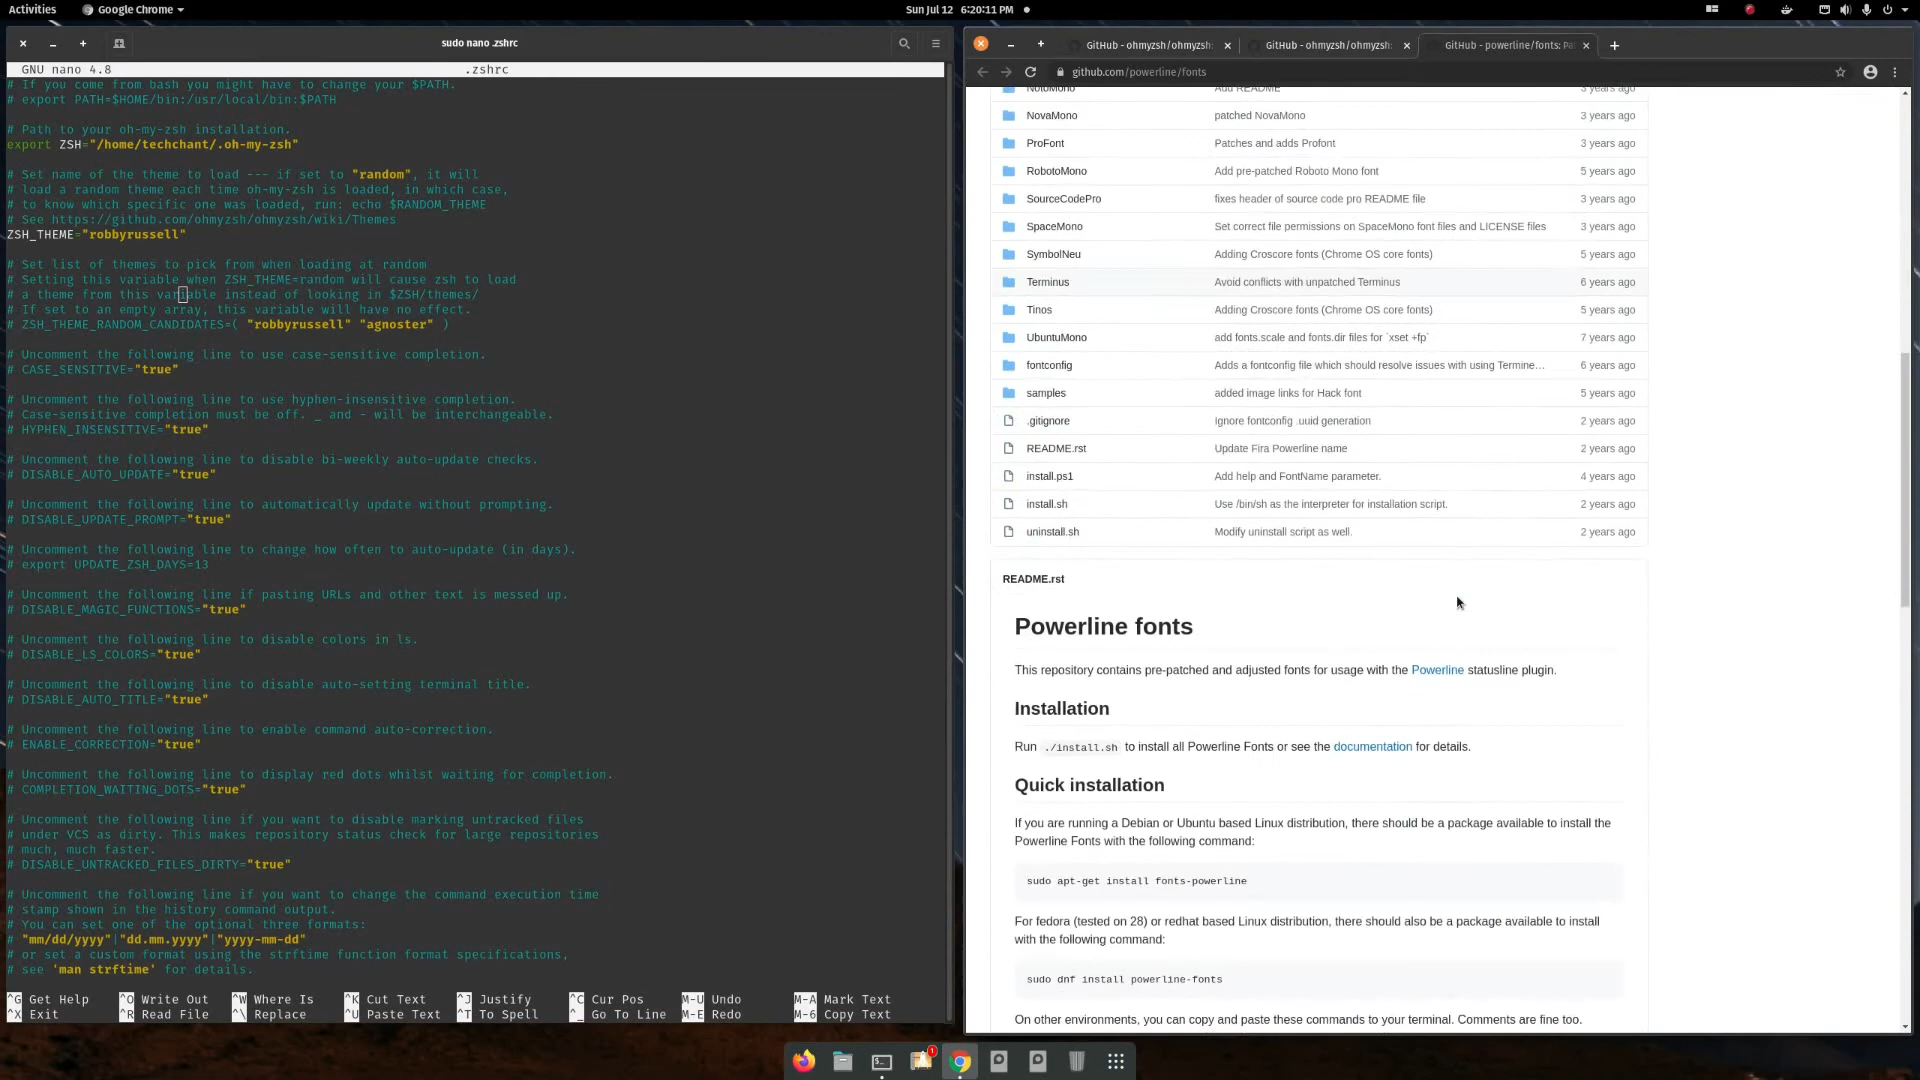 Activities
Google Chrome
Sun Jul 12  6:20:11 PM
sudo nano .zshrc
GNU nano 4.8
.zshrc
# If you come from bash you might have to change your $PATH.
# export PATH=$HOME/bin:/usr/local/bin:$PATH
# Path to your oh-my-zsh installation.
export ZSH="/home/techchant/.oh-my-zsh"
# Set name of the theme to load --- if set to "random", it will
# load a random theme each time oh-my-zsh is loaded, in which case,
# to know which specific one was loaded, run: echo $RANDOM_THEME
# See https://github.com/ohmyzsh/ohmyzsh/wiki/Themes
ZSH_THEME="robbyrussell"
# Set list of themes to pick from when loading at random
# Setting this variable when ZSH_THEME=random will cause zsh to load
# a theme from this variable instead of looking in $ZSH/themes/
# If set to an empty array, this variable will have no effect.
# ZSH_THEME_RANDOM_CANDIDATES=( "robbyrussell" "agnoster" )
# Uncomment the following line to use case-sensitive completion.
# CASE_SENSITIVE="true"
# Uncomment the following line to use hyphen-insensitive completion.
# Case-sensitive completion must be off. _ and - will be interchangeable.
# HYPHEN_INSENSITIVE="true"
# Uncomment the following line to disable bi-weekly auto-update checks.
# DISABLE_AUTO_UPDATE="true"
# Uncomment the following line to automatically update without prompting.
# DISABLE_UPDATE_PROMPT="true"
# Uncomment the following line to change how often to auto-update (in days).
# export UPDATE_ZSH_DAYS=13
# Uncomment the following line if pasting URLs and other text is messed up.
# DISABLE_MAGIC_FUNCTIONS="true"
# Uncomment the following line to disable colors in ls.
# DISABLE_LS_COLORS="true"
# Uncomment the following line to disable auto-setting terminal title.
# DISABLE_AUTO_TITLE="true"
# Uncomment the following line to enable command auto-correction.
# ENABLE_CORRECTION="true"
# Uncomment the following line to display red dots whilst waiting for completion.
# COMPLETION_WAITING_DOTS="true"
# Uncomment the following line if you want to disable marking untracked files
# under VCS as dirty. This makes repository status check for large repositories
# much, much faster.
# DISABLE_UNTRACKED_FILES_DIRTY="true"
# Uncomment the following line if you want to change the command execution time
# stamp shown in the history command output.
# You can set one of the optional three formats:
# "mm/dd/yyyy"|"dd.mm.yyyy"|"yyyy-mm-dd"
# or set a custom format using the strftime function format specifications,
# see 'man strftime' for details.
^G Get Help ^O Write Out ^W Where Is ^K Cut Text ^J Justify ^C Cur Pos M-U Undo M-A Mark Text
^X Exit ^R Read File ^\ Replace ^U Paste Text ^T To Spell ^_ Go To Line M-E Redo M-6 Copy Text
GitHub - ohmyzsh/ohmyzsh: GitHub - ohmyzsh/ohmyzsh: GitHub - powerline/fonts: Pat
github.com/powerline/fonts
NotoMono Add README 3 years ago
NovaMono patched NovaMono 3 years ago
ProFont Patches and adds Profont 3 years ago
RobotoMono Add pre-patched Roboto Mono font 5 years ago
SourceCodePro fixes header of source code pro README file 3 years ago
SpaceMono Set correct file permissions on SpaceMono font files and LICENSE files 3 years ago
SymbolNeu Adding Croscore fonts (Chrome OS core fonts) 5 years ago
Terminus Avoid conflicts with unpatched Terminus 6 years ago
Tinos Adding Croscore fonts (Chrome OS core fonts) 5 years ago
UbuntuMono add fonts.scale and fonts.dir files for `xset +fp` 7 years ago
fontconfig Adds a fontconfig file which should resolve issues with using Termine… 6 years ago
samples added image links for Hack font 5 years ago
.gitignore Ignore fontconfig .uuid generation 2 years ago
README.rst Update Fira Powerline name 2 years ago
install.ps1 Add help and FontName parameter. 4 years ago
install.sh Use /bin/sh as the interpreter for installation script. 2 years ago
uninstall.sh Modify uninstall script as well. 2 years ago
README.rst
Powerline fonts
This repository contains pre-patched and adjusted fonts for usage with the Powerline statusline plugin.
Installation
Run ./install.sh to install all Powerline Fonts or see the documentation for details.
Quick installation
If you are running a Debian or Ubuntu based Linux distribution, there should be a package available to install the
Powerline Fonts with the following command:
sudo apt-get install fonts-powerline
For fedora (tested on 28) or redhat based Linux distribution, there should also be a package available to install
with the following command:
sudo dnf install powerline-fonts
On other environments, you can copy and paste these commands to your terminal. Comments are fine too.
1